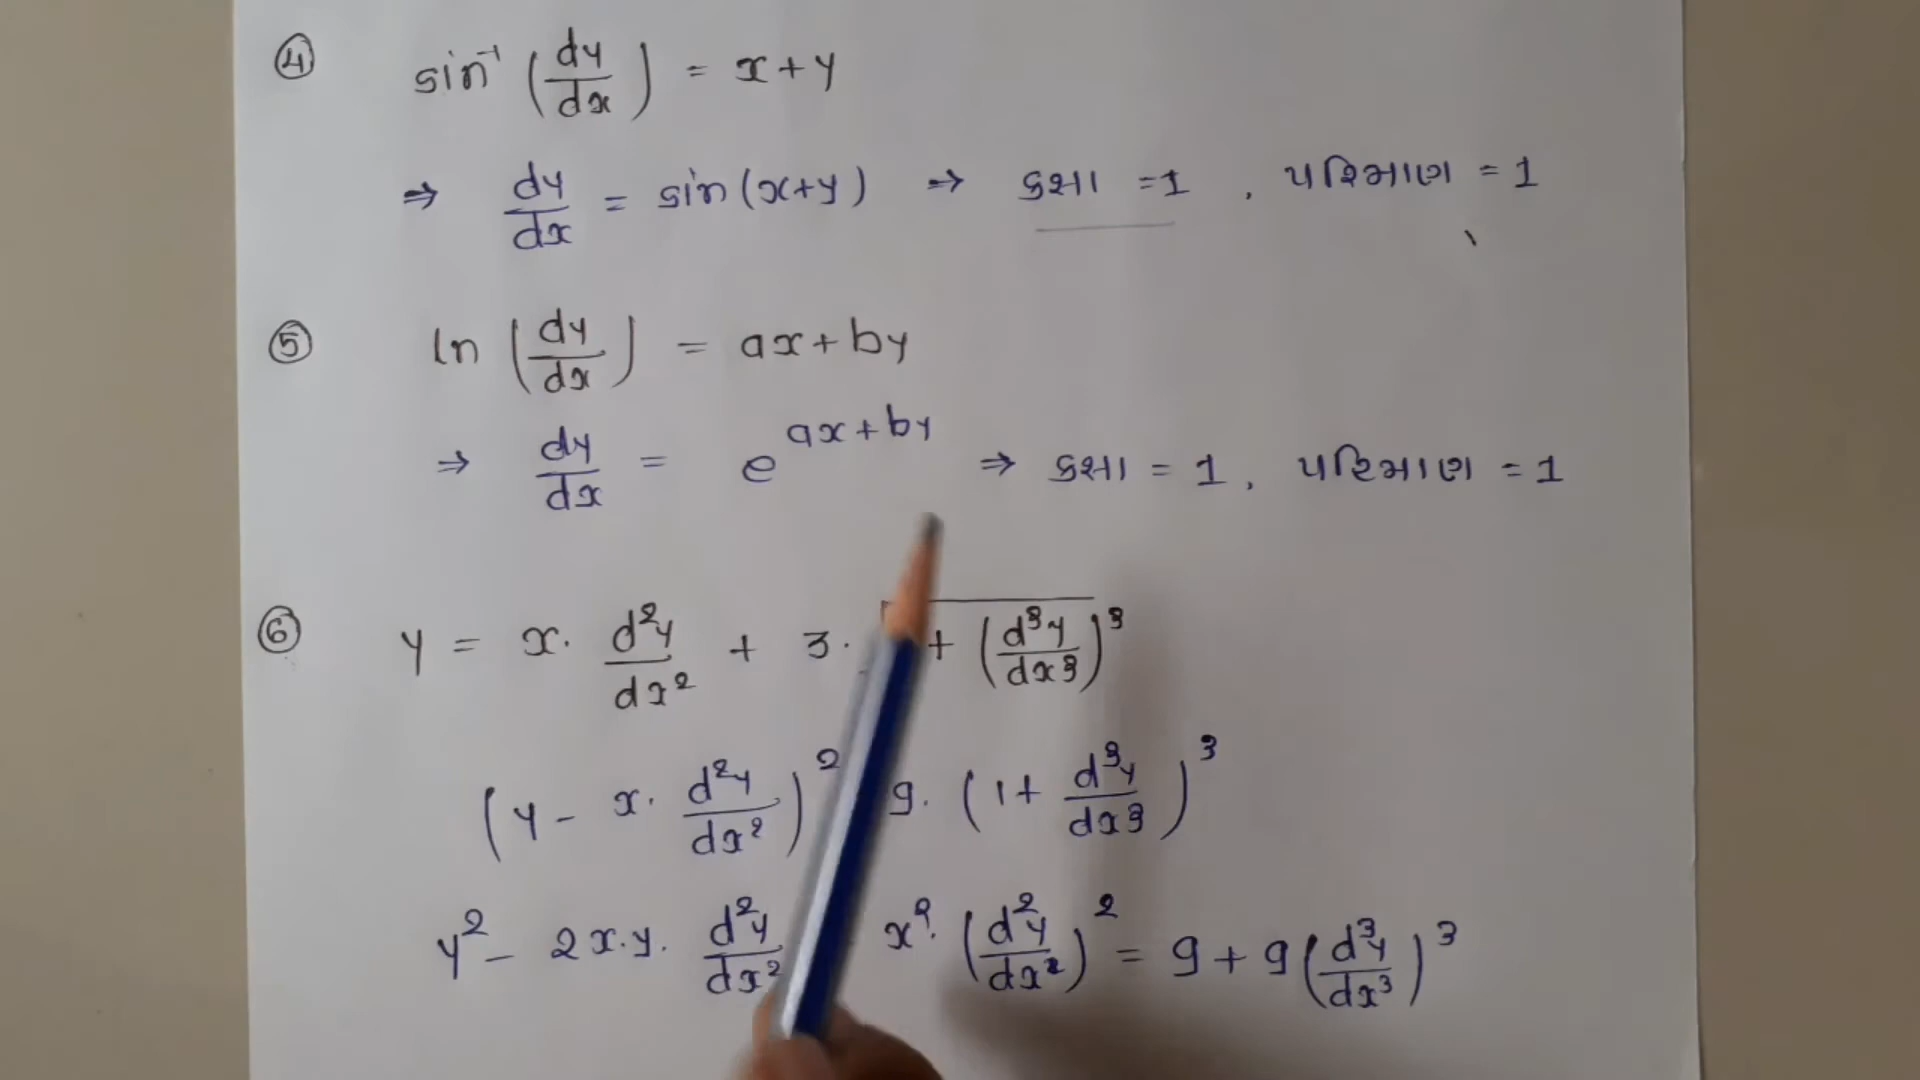 ④ sin⁻¹ (dy/dx) = x+y
⇒ dy/dx = sin(x+y) ⇒ કક્ષા =1 , પરિમાણ = 1
⑤ ln (dy/dx) = ax+by
⇒ dy/dx = e^(ax+by) ⇒ કક્ષા = 1, પરિમાણ = 1
⑥ y = x. d²y/dx² + 3. √ + (d³y/dx³)³
(y - x. d²y/dx²)² 9. (1+ d³y/dx³)³
y² - 2x.y. d²y/dx² x². (d²y/dx²)² = 9 + 9(d³y/dx³)³